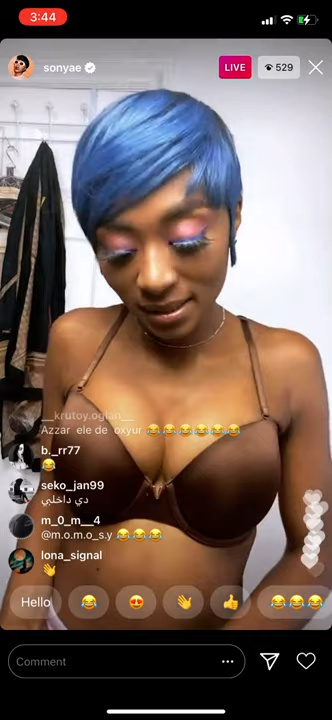 3:44
sonyae
LIVE
529
__krutoy.oglan__
Azzar ele de oxyur 😂😂😂😂😂😂
b._rr77
😂
seko_jan99
دي داخلي
m_0_m__4
@m.o.m.o_s.y 😂😂😂
lona_signal
👋
Hello 😂 😍 👋 👍 😂😂😂
Comment